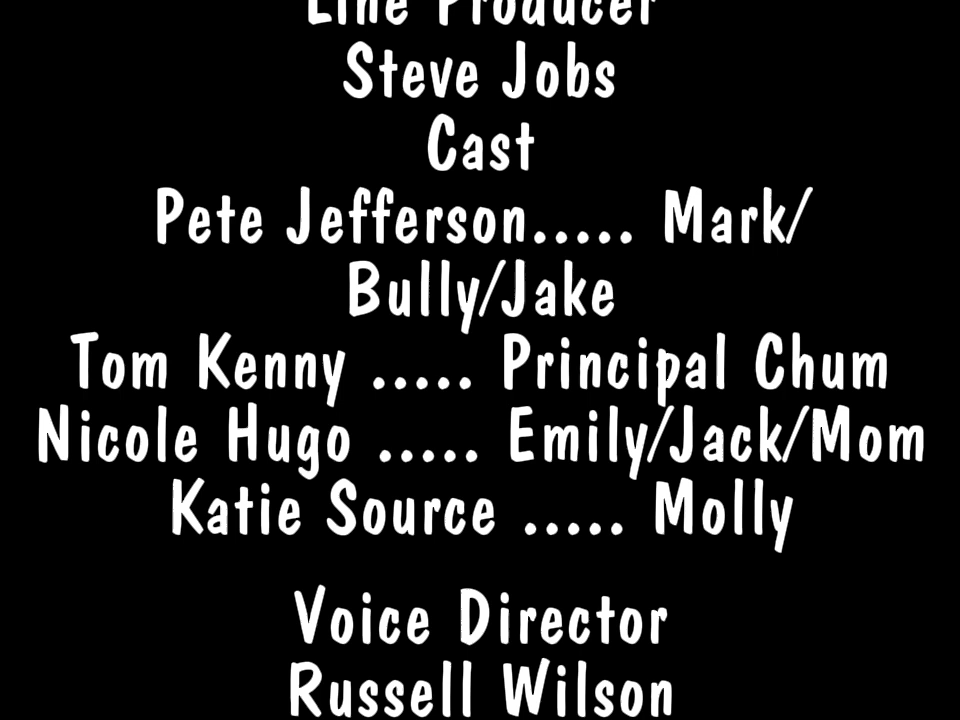 Line Producer
Steve Jobs
Cast
Pete Jefferson..... Mark/
Bully/Jake
Tom Kenny ..... Principal Chum
Nicole Hugo ..... Emily/Jack/Mom
Katie Source ..... Molly
Voice Director
Russell Wilson